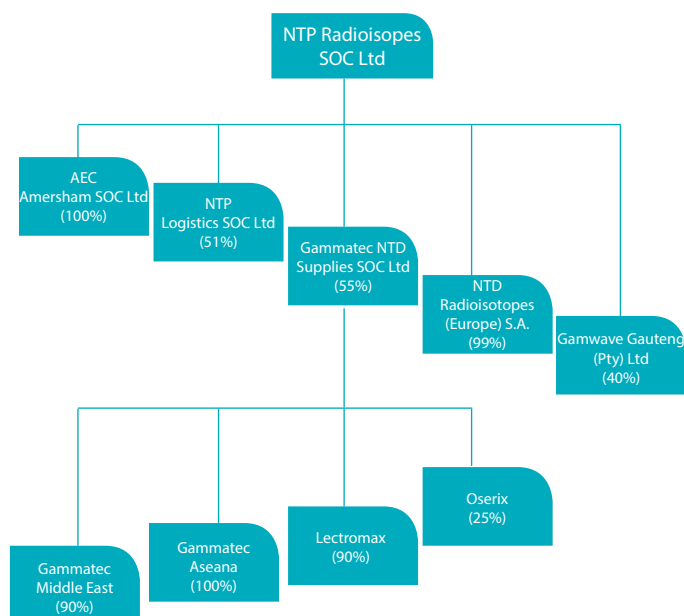 NTP Radioisopes
SOC Ltd
AEC
Amersham SOC Ltd
(100%)
NTP
Logistics SOC Ltd
(51%)
Gammatec NTD
Supplies SOC Ltd
(55%)
NTD
Radioisotopes
(Europe) S.A.
(99%)
Gamwave Gauteng
(Pty) Ltd
(40%)
Gammatec
Middle East
(90%)
Gammatec
Aseana
(100%)
Lectromax
(90%)
Oserix
(25%)